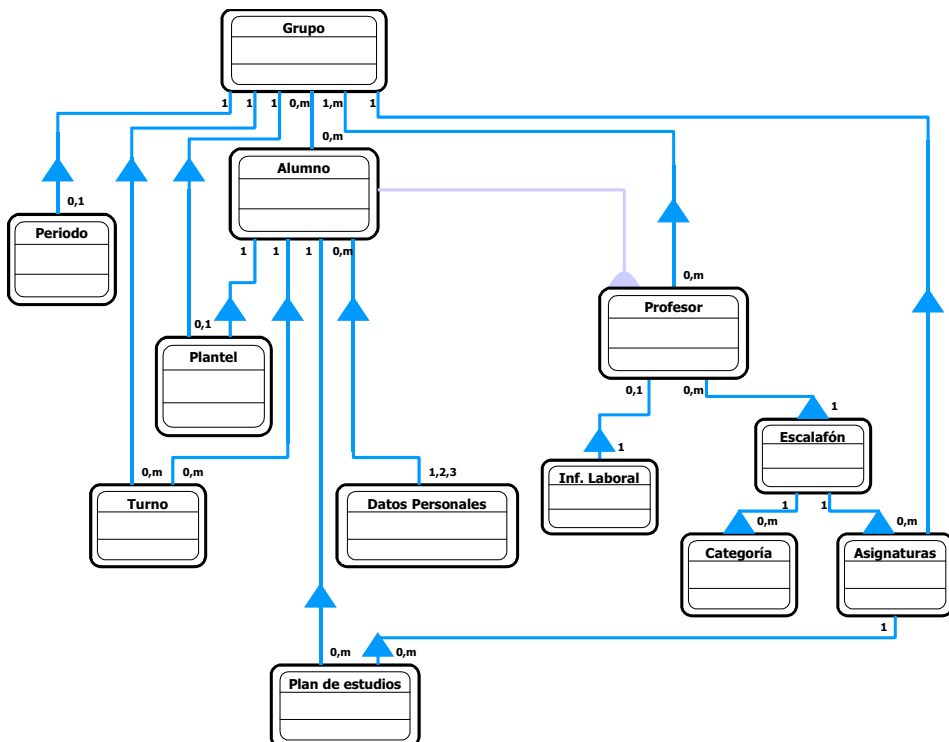 Grupo
1 1 1 0,m 1,m 1
0,m
Alumno
0,1
Periodo
1 1 1 0,m
0,m
Profesor
0,1
Plantel
0,1 0,m
1
Escalafón
1
Inf. Laboral
0,m 0,m
Turno
1,2,3
Datos Personales
1 1
0,m 0,m
Categoría
Asignaturas
1
0,m 0,m
Plan de estudios